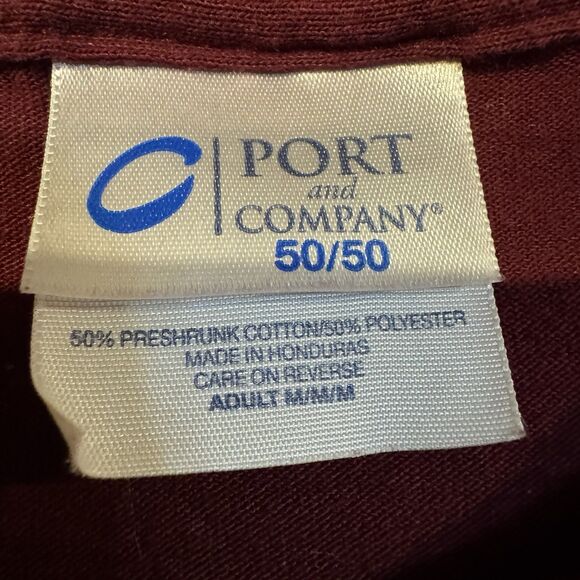 PORT
and
COMPANY®
50/50
50% PRESHRUNK COTTON/50% POLYESTER
MADE IN HONDURAS
CARE ON REVERSE
ADULT M/M/M